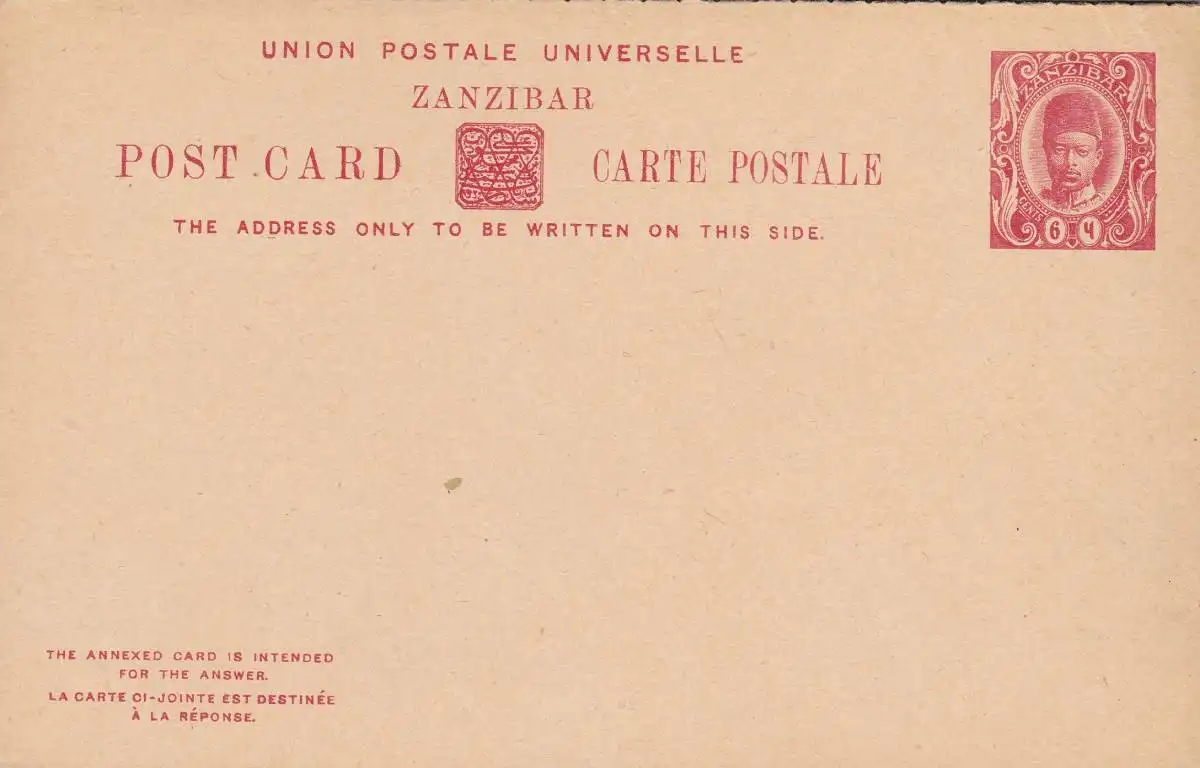 UNION POSTALE UNIVERSELLE
ZANZIBAR
POST CARD
CARTE POSTALE
THE ADDRESS ONLY TO BE WRITTEN ON THIS SIDE.
ZANZIBAR
CENTS
6
THE ANNEXED CARD IS INTENDED
FOR THE ANSWER.
LA CARTE CI-JOINTE EST DESTINÉE
À LA RÉPONSE.